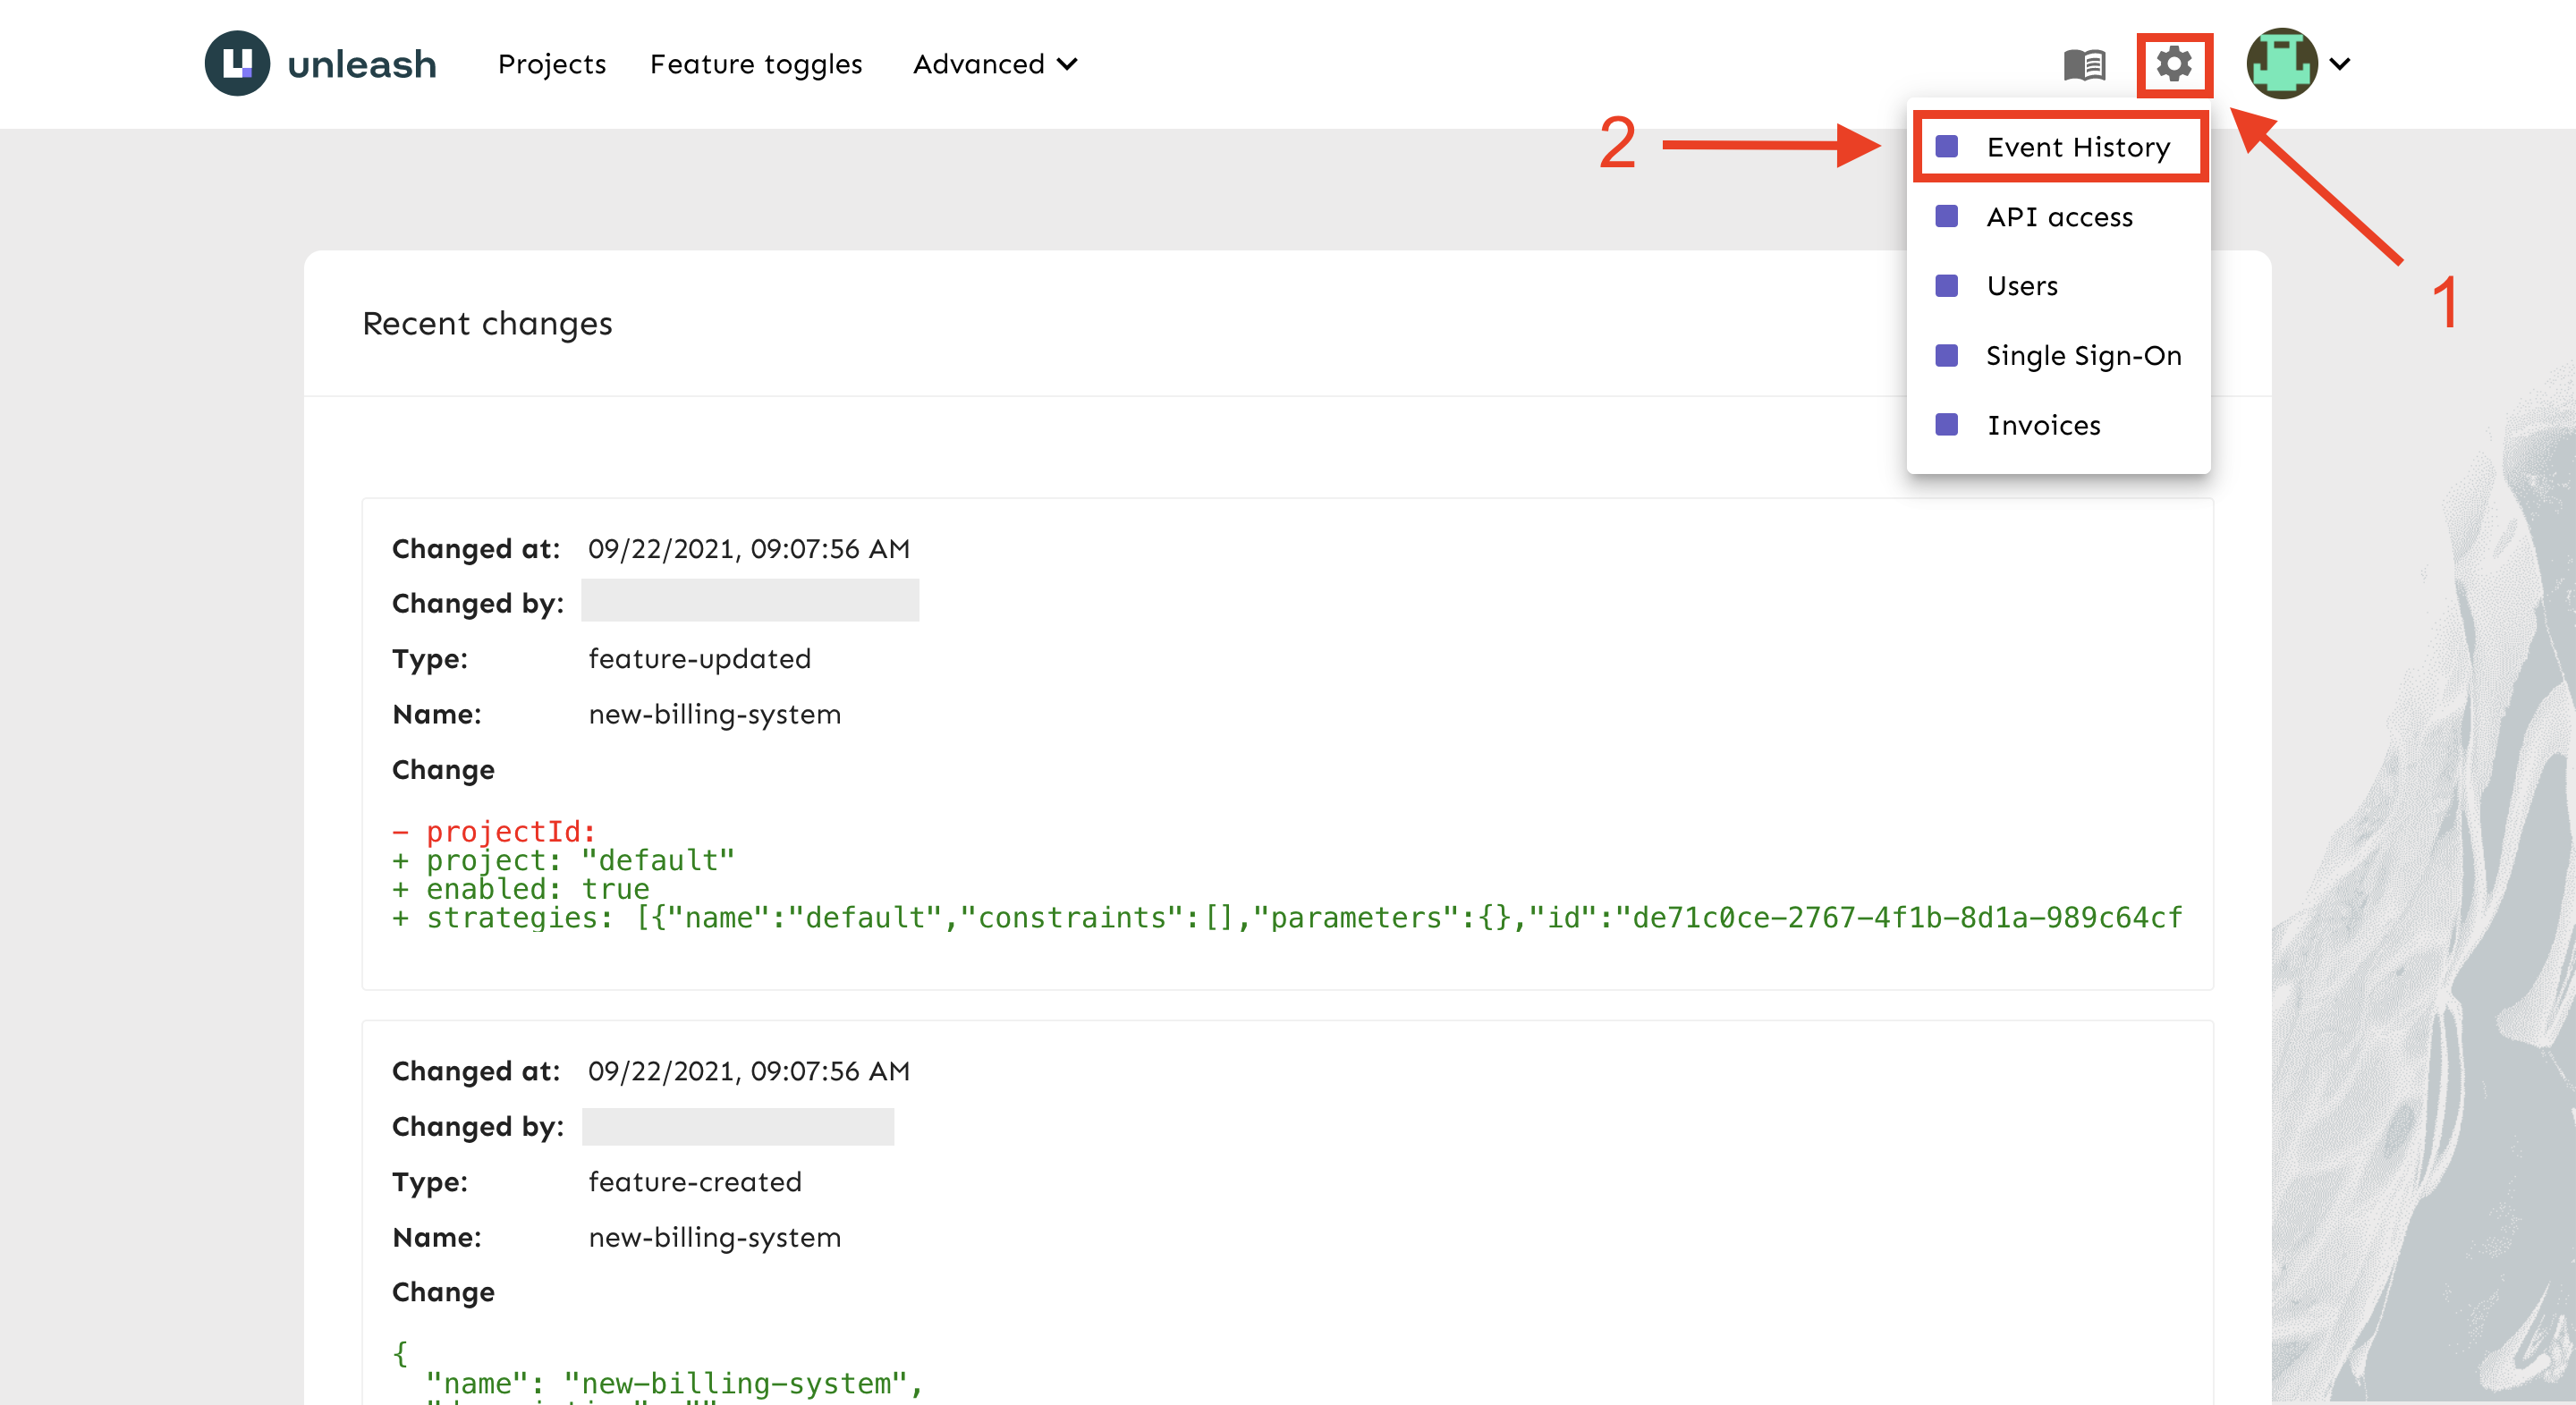 unleash Projects Feature toggles Advanced
2
Event History
API access
Users
Single Sign-On
Invoices
1
Recent changes
Changed at: 09/22/2021, 09:07:56 AM
Changed by:
Type: feature-updated
Name: new-billing-system
Change
- projectId:
+ project: "default"
+ enabled: true
+ strategies: [{"name":"default","constraints":[],"parameters":{},"id":"de71c0ce-2767-4f1b-8d1a-989c64cf
Changed at: 09/22/2021, 09:07:56 AM
Changed by:
Type: feature-created
Name: new-billing-system
Change
{
"name": "new-billing-system",